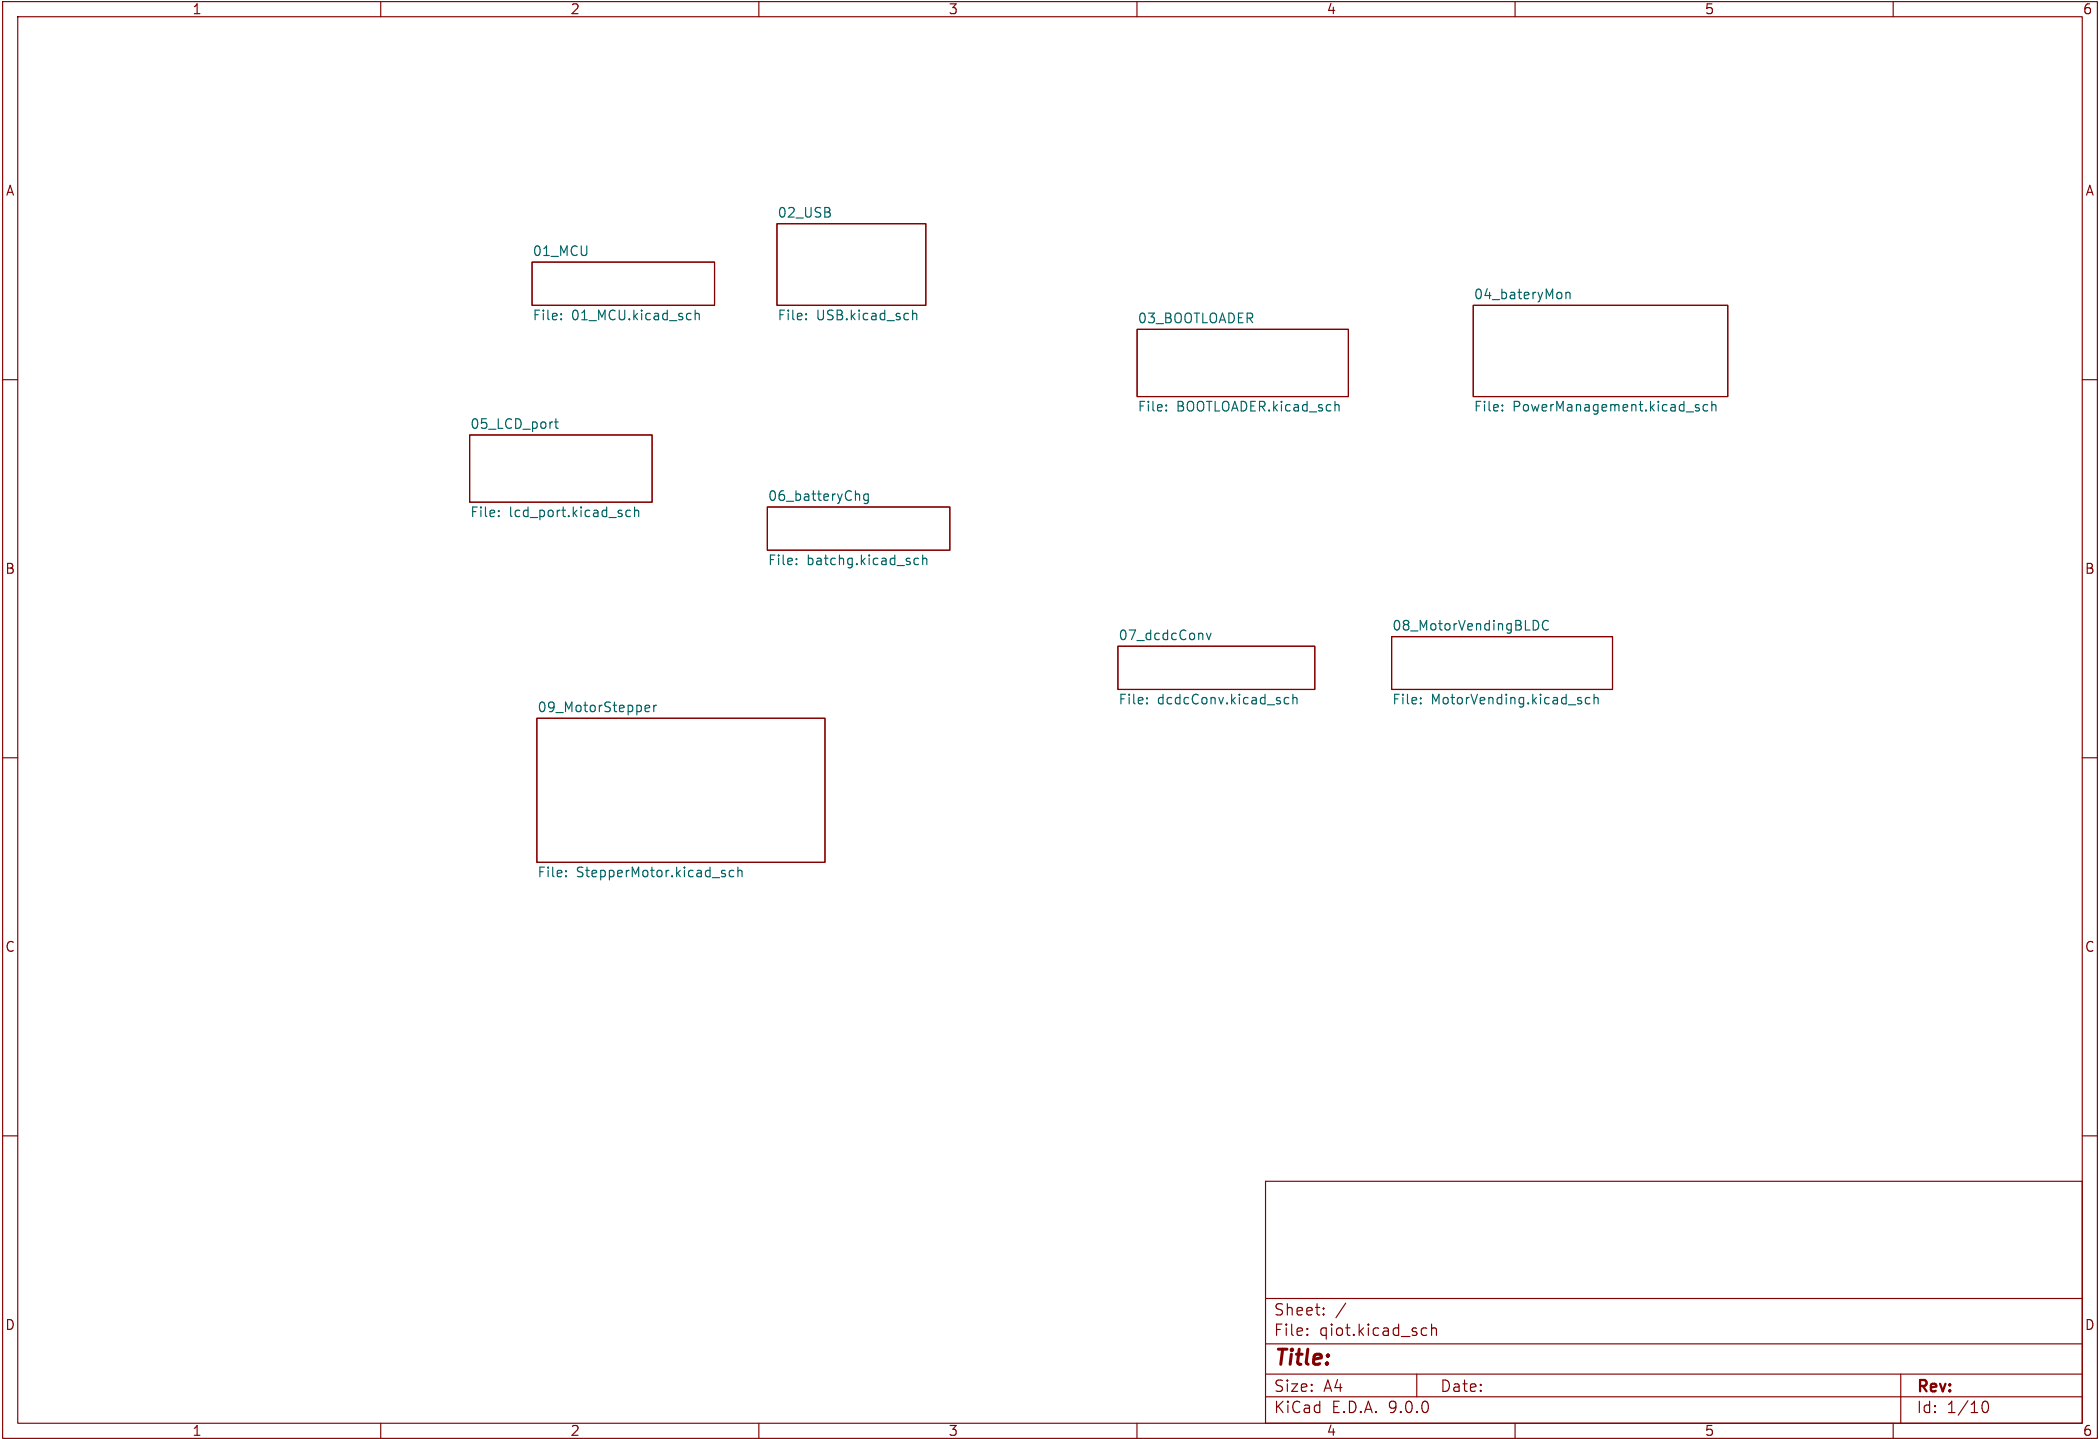 1 2 3 4 5 6
A A
02_USB
01_MCU
File: 01_MCU.kicad_sch
File: USB.kicad_sch
04_bateryMon
03_BOOTLOADER
File: BOOTLOADER.kicad_sch
File: PowerManagement.kicad_sch
05_LCD_port
File: lcd_port.kicad_sch
06_batteryChg
File: batchg.kicad_sch
B B
08_MotorVendingBLDC
07_dcdcConv
File: dcdcConv.kicad_sch
File: MotorVending.kicad_sch
09_MotorStepper
File: StepperMotor.kicad_sch
C C
Sheet: /
File: qiot.kicad_sch
D D
Title:
Size: A4
Date:
Rev:
KiCad E.D.A. 9.0.0
Id: 1/10
1 2 3 4 5 6